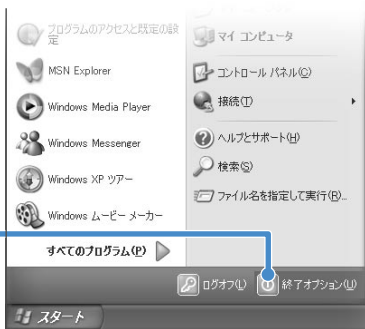 プログラムのアクセスと既定の設
定
MSN Explorer
Windows Media Player
Windows Messenger
Windows XP ツアー
Windows ムービー メーカー
すべてのプログラム(P)
マイ コンピュータ
コントロール パネル(C)
接続(T)
ヘルプとサポート(H)
検索(S)
ファイル名を指定して実行(R)...
ログオフ(L)
終了オプション(U)
スタート